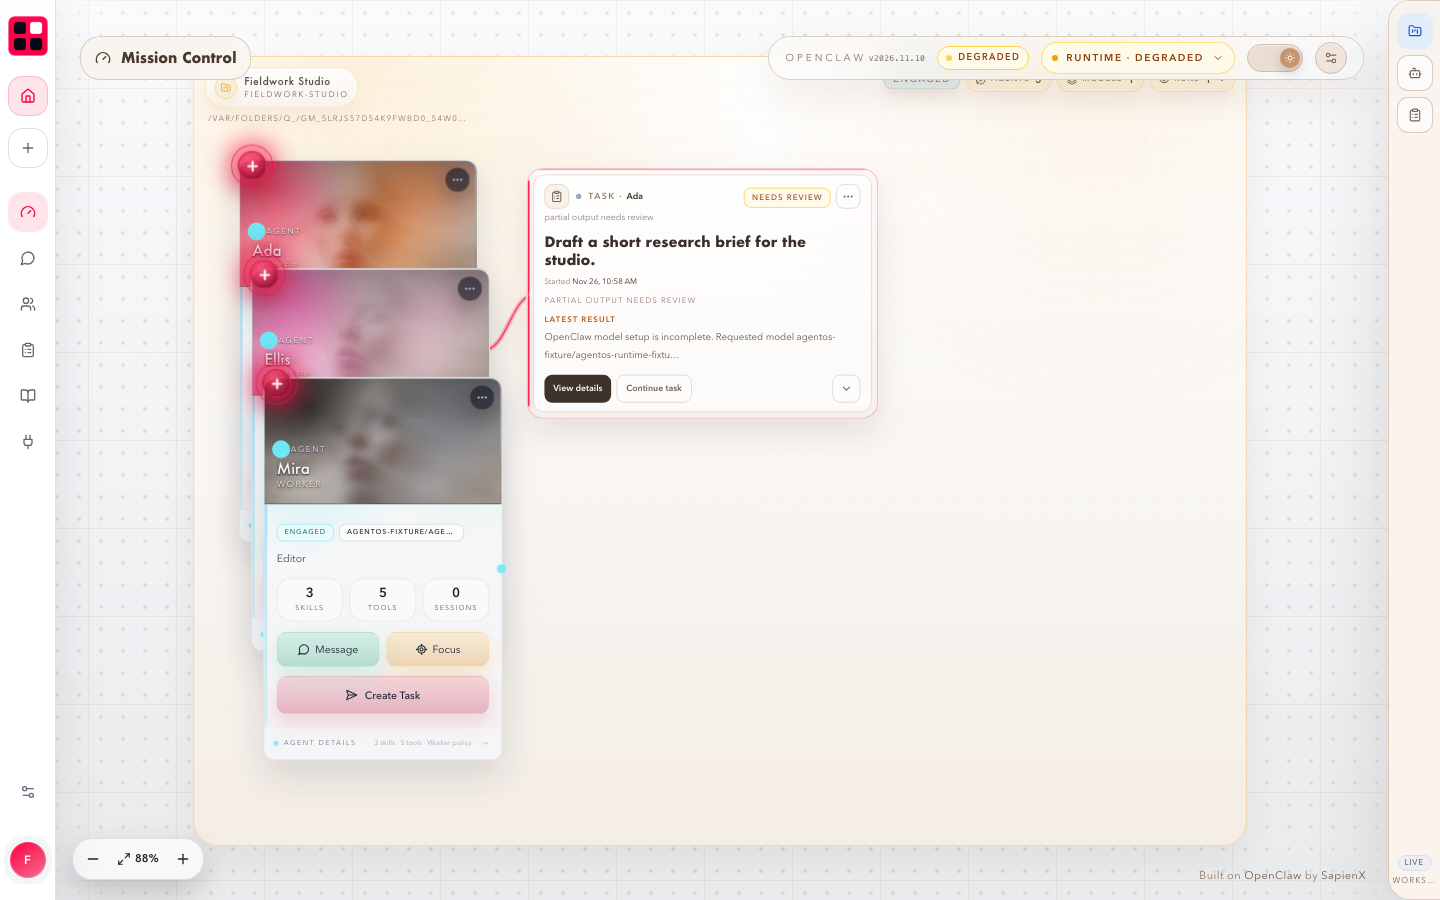 Mission Control
OPENCLAW v2026.11.10
DEGRADED
RUNTIME · DEGRADED
Fieldwork Studio
FIELDWORK-STUDIO
ENGAGED
/VAR/FOLDERS/Q_/GM_5LRJS57D54K9FWBD0_54W0...
AGENT
Ada
AGENT
Ellis
AGENT
Mira
WORKER
ENGAGED
AGENTOS-FIXTURE/AGE...
Editor
3
SKILLS
5
TOOLS
0
SESSIONS
Message
Focus
Create Task
AGENT DETAILS
3 skills · 5 tools · Worker policy
TASK · Ada
NEEDS REVIEW
partial output needs review
Draft a short research brief for the
studio.
Started Nov 26, 10:58 AM
PARTIAL OUTPUT NEEDS REVIEW
LATEST RESULT
OpenClaw model setup is incomplete. Requested model agentos-
fixture/agentos-runtime-fixtu...
View details
Continue task
F
88%
Built on OpenClaw by SapienX
LIVE
WORKS...